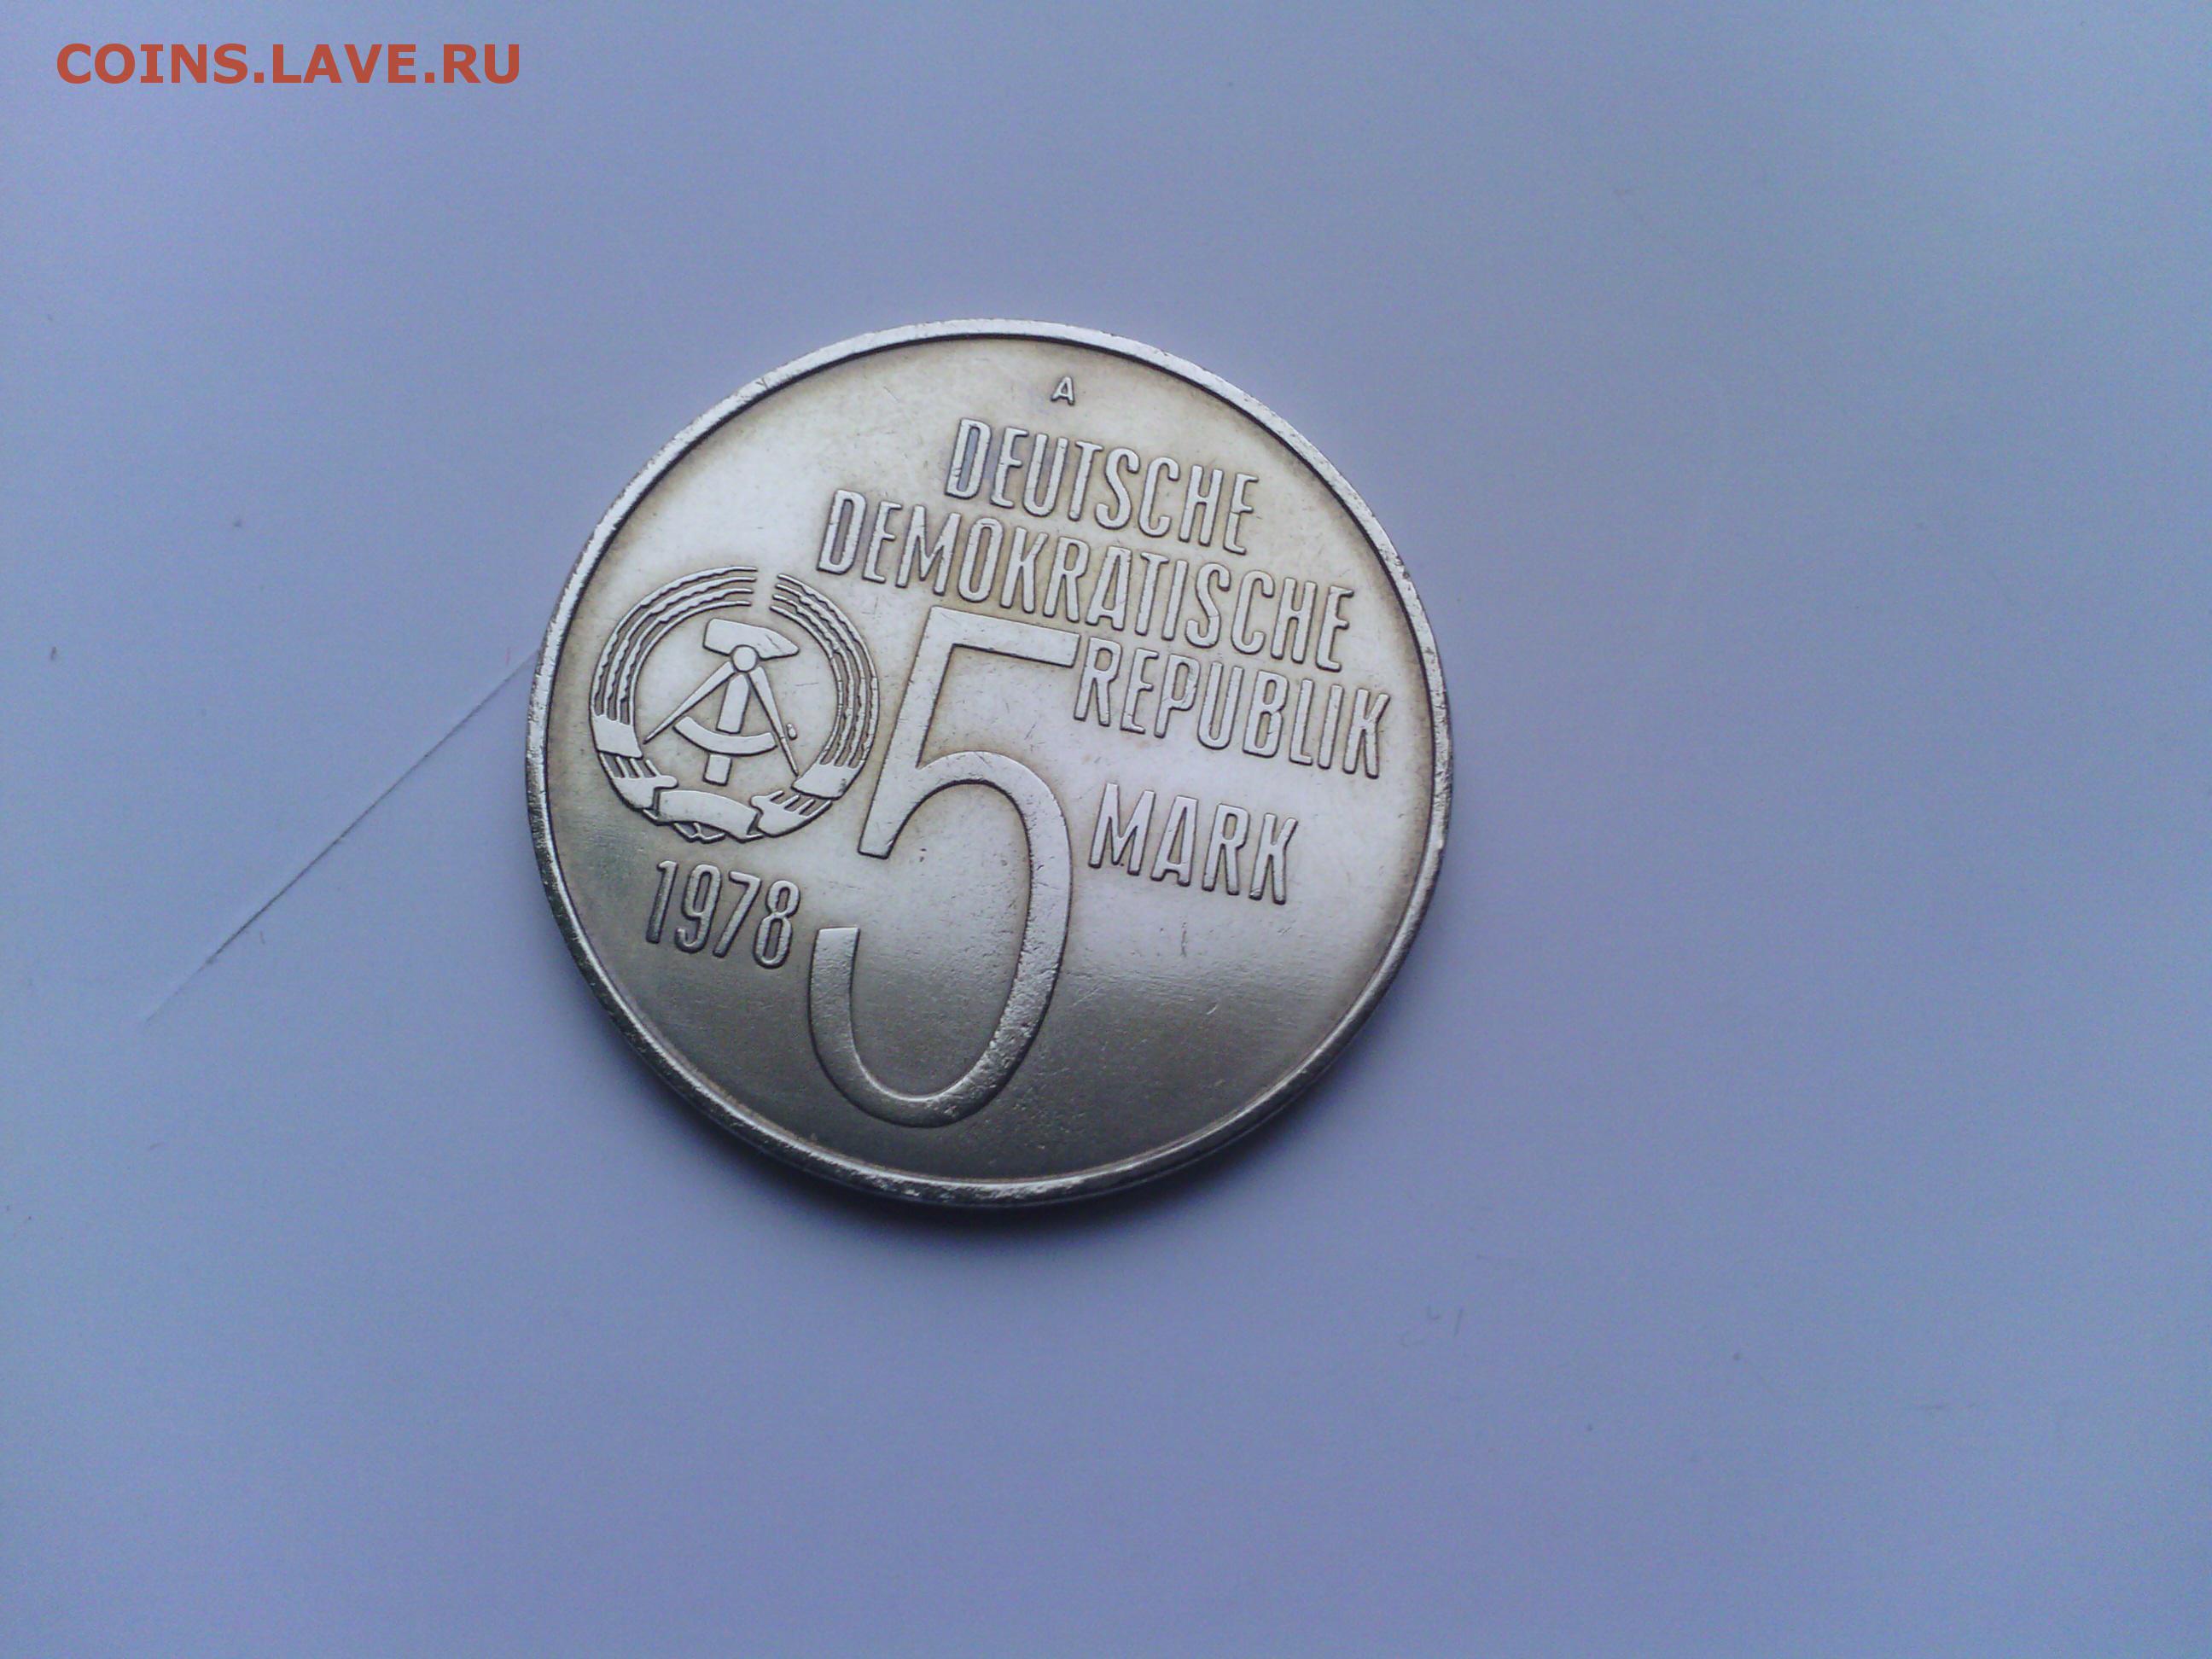 COINS.LAVE.RU
A
DEUTSCHE
DEMOKRATISCHE
REPUBLIK
5 MARK
1978